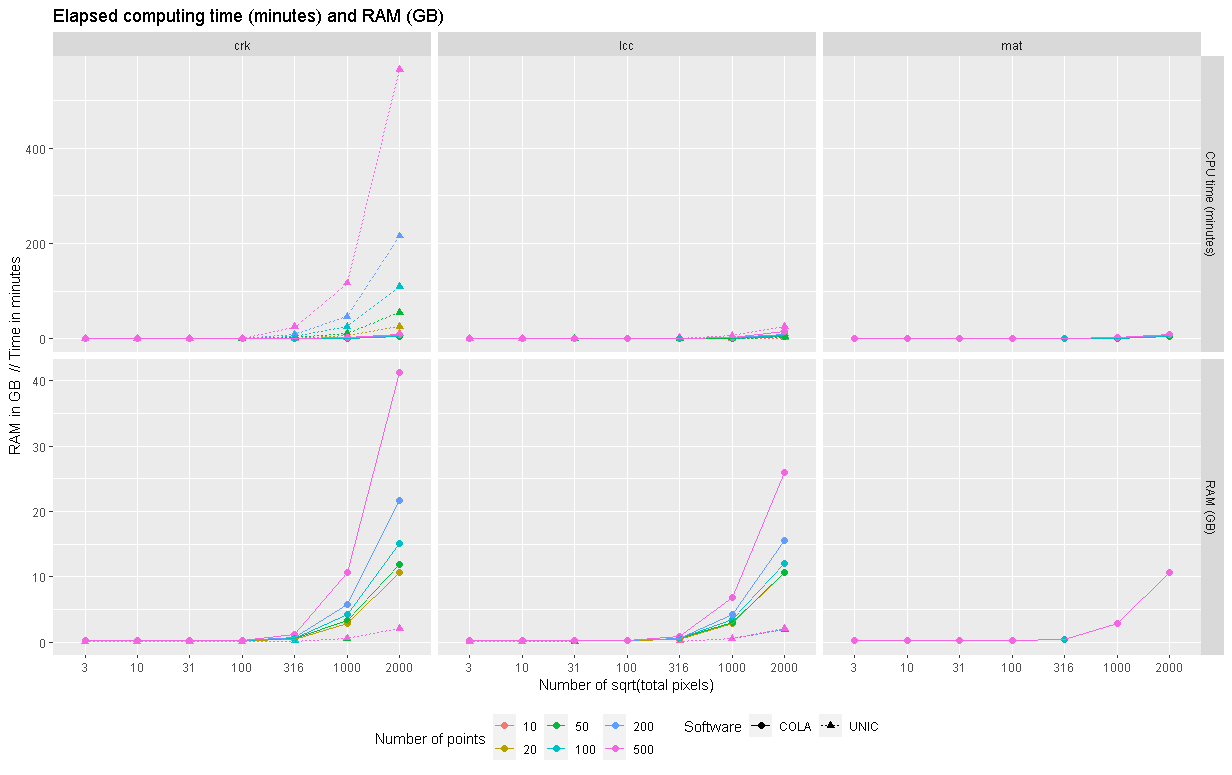 Elapsed computing time (minutes) and RAM (GB)
crk lcc mat
400
200
0
CPU time (minutes)
RAM in GB // Time in minutes
40
30
20
10
0
RAM (GB)
3 10 31 100 316 1000 2000 3 10 31 100 316 1000 2000 3 10 31 100 316 1000 2000
Number of sqrt(total pixels)
Number of points 10 50 200 Software COLA UNIC
20 100 500